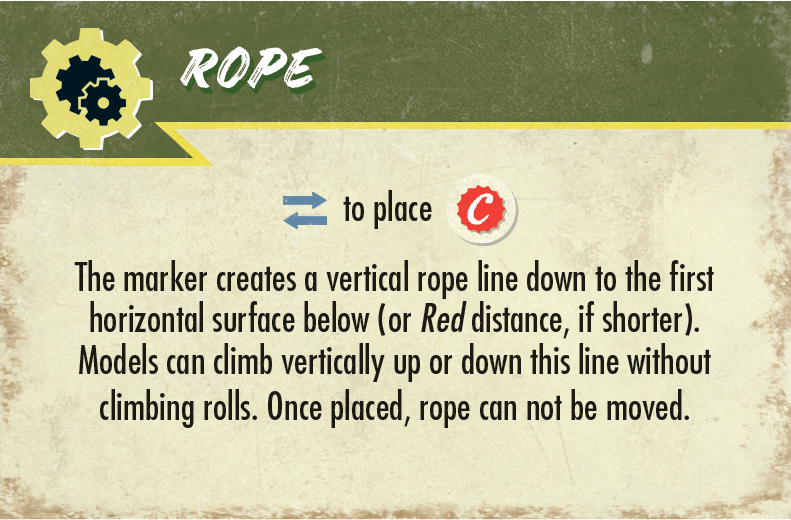 ROPE
to place C
The marker creates a vertical rope line down to the first
horizontal surface below (or Red distance, if shorter).
Models can climb vertically up or down this line without
climbing rolls. Once placed, rope can not be moved.